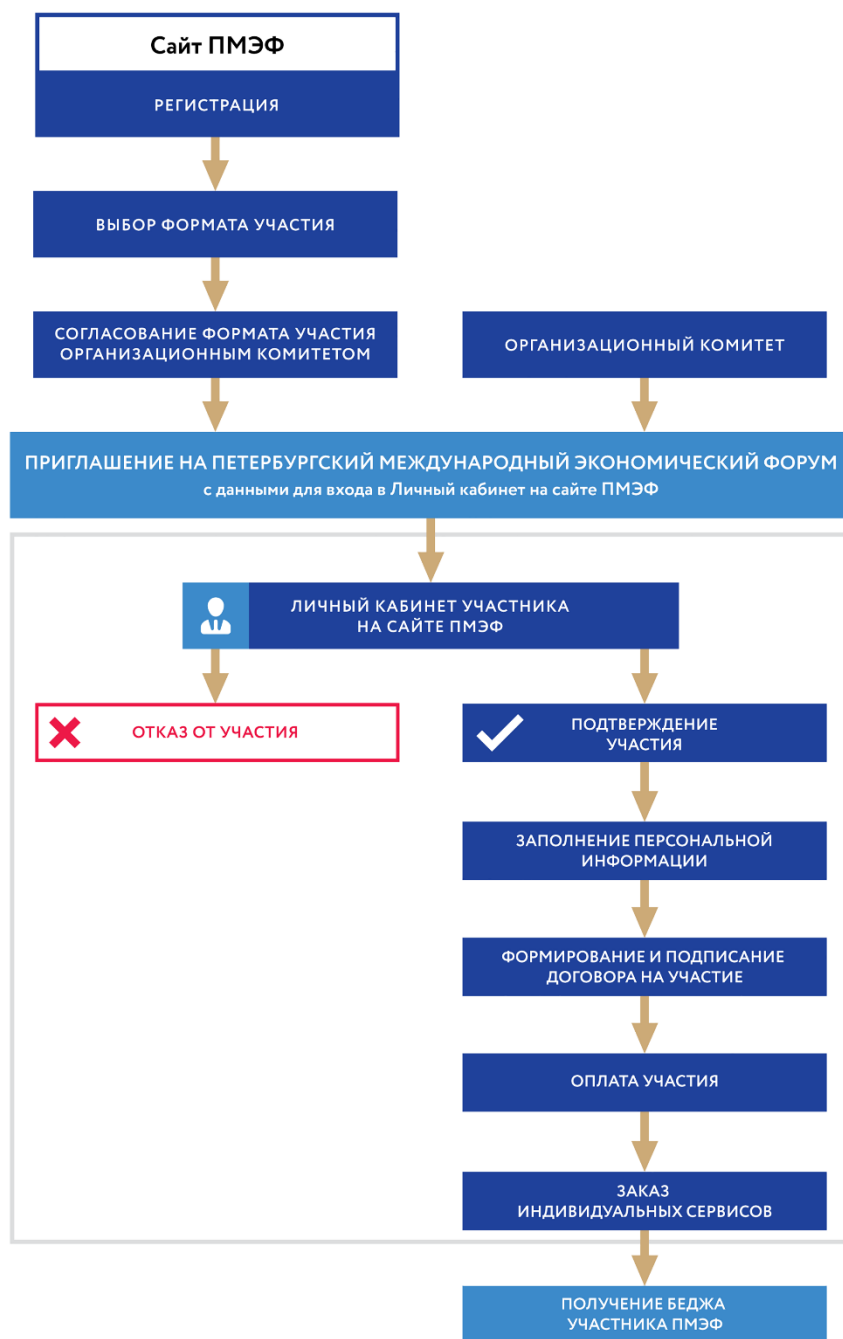 Сайт ПМЭФ
РЕГИСТРАЦИЯ
ВЫБОР ФОРМАТА УЧАСТИЯ
СОГЛАСОВАНИЕ ФОРМАТА УЧАСТИЯ
ОРГАНИЗАЦИОННЫМ КОМИТЕТОМ
ОРГАНИЗАЦИОННЫЙ КОМИТЕТ
ПРИГЛАШЕНИЕ НА ПЕТЕРБУРГСКИЙ МЕЖДУНАРОДНЫЙ ЭКОНОМИЧЕСКИЙ ФОРУМ
с данными для входа в Личный кабинет на сайте ПМЭФ
ЛИЧНЫЙ КАБИНЕТ УЧАСТНИКА
НА САЙТЕ ПМЭФ
ОТКАЗ ОТ УЧАСТИЯ
ПОДТВЕРЖДЕНИЕ
УЧАСТИЯ
ЗАПОЛНЕНИЕ ПЕРСОНАЛЬНОЙ
ИНФОРМАЦИИ
ФОРМИРОВАНИЕ И ПОДПИСАНИЕ
ДОГОВОРА НА УЧАСТИЕ
ОПЛАТА УЧАСТИЯ
ЗАКАЗ
ИНДИВИДУАЛЬНЫХ СЕРВИСОВ
ПОЛУЧЕНИЕ БЕДЖА
УЧАСТНИКА ПМЭФ